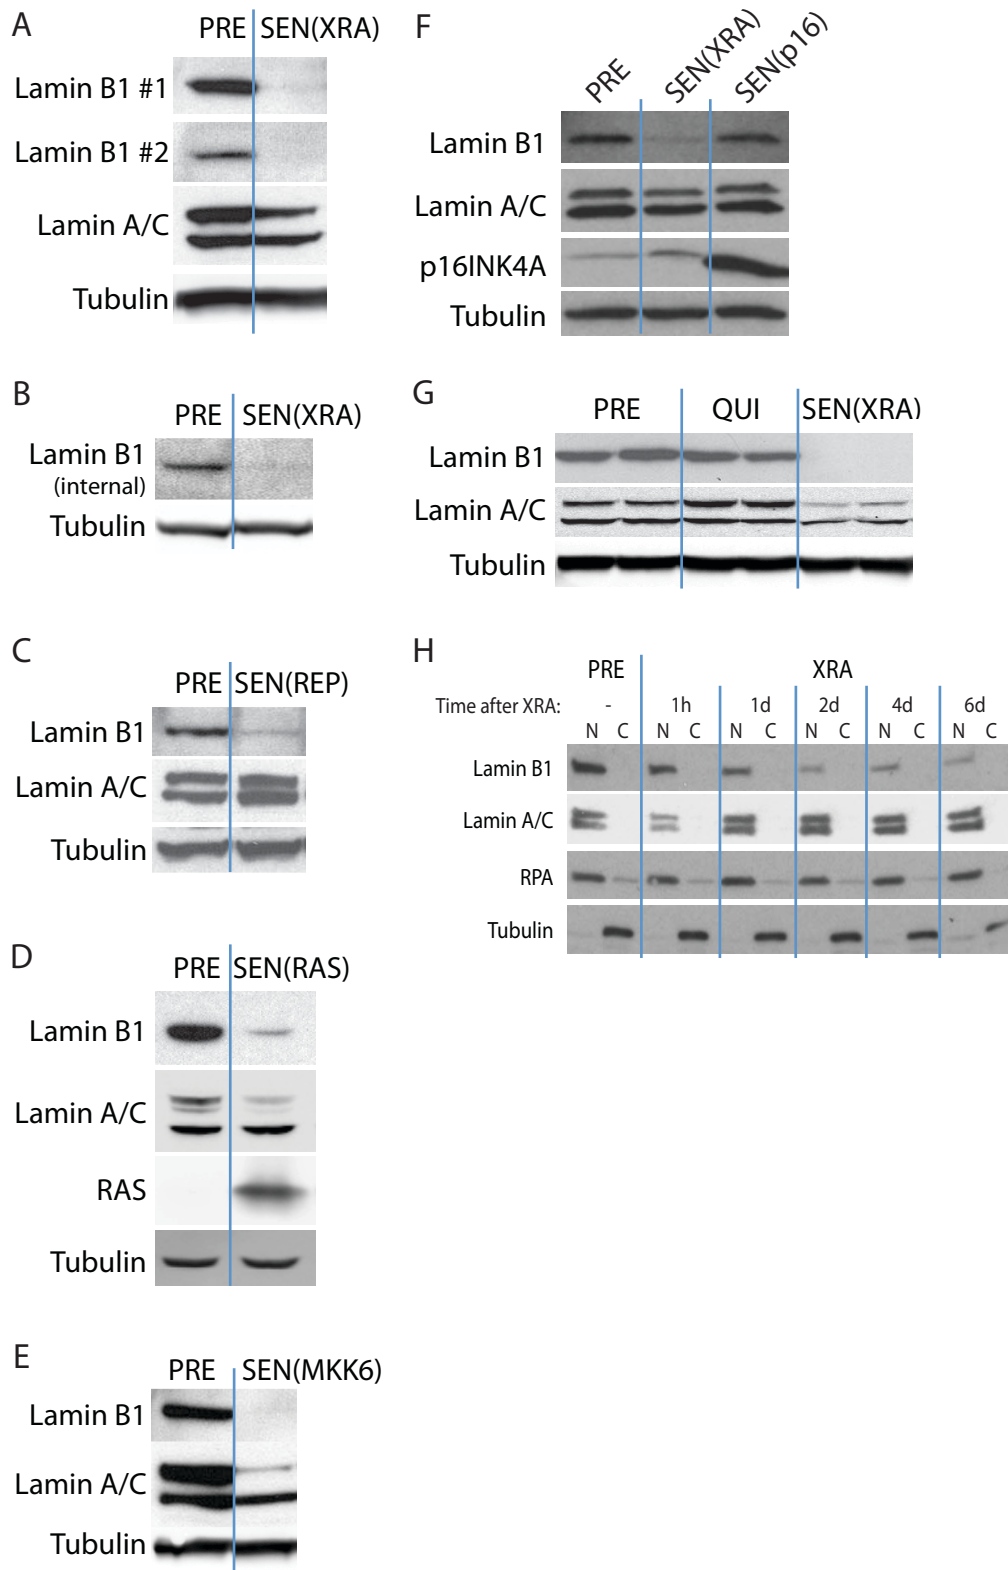 A
PRE SEN(XRA)
Lamin B1 #1
Lamin B1 #2
Lamin A/C
Tubulin
B
PRE SEN(XRA)
Lamin B1
(internal)
Tubulin
C
PRE SEN(REP)
Lamin B1
Lamin A/C
Tubulin
D
PRE SEN(RAS)
Lamin B1
Lamin A/C
RAS
Tubulin
E
PRE SEN(MKK6)
Lamin B1
Lamin A/C
Tubulin
F
PRE SEN(XRA) SEN(p16)
Lamin B1
Lamin A/C
p16INK4A
Tubulin
G
PRE QUI SEN(XRA)
Lamin B1
Lamin A/C
Tubulin
H
PRE XRA
Time after XRA: - 1h 1d 2d 4d 6d
N C N C N C N C N C N C
Lamin B1
Lamin A/C
RPA
Tubulin